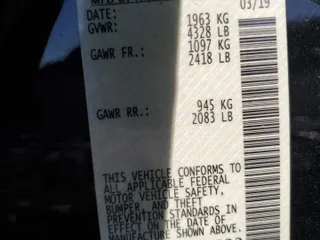 DATE: 03/19
GVWR: 1963 KG
4328 LB
GAWR FR.: 1097 KG
2418 LB
GAWR RR.: 945 KG
2083 LB
THIS VEHICLE CONFORMS TO
ALL APPLICABLE FEDERAL
MOTOR VEHICLE SAFETY,
BUMPER, AND THEFT
PREVENTION STANDARDS IN
EFFECT ON THE DATE OF
MANUFACTURE SHOWN ABOVE